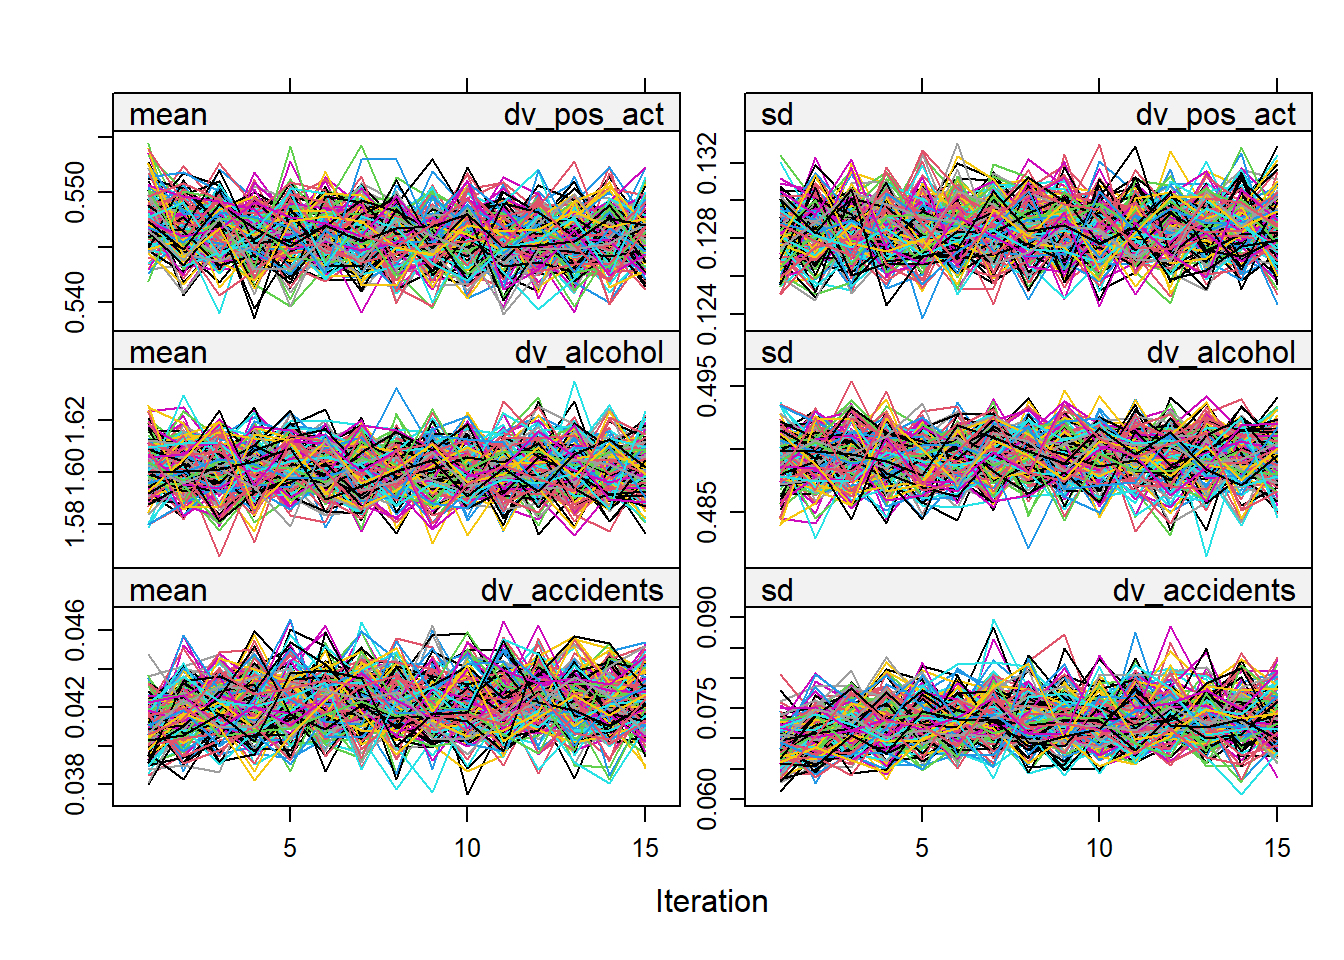 mean dv_pos_act
0.550
0.540
sd dv_pos_act
0.132
0.128
0.124
mean dv_alcohol
1.62
1.60
1.58
sd dv_alcohol
0.495
0.485
mean dv_accidents
0.046
0.042
0.038
sd dv_accidents
0.090
0.075
0.060
5 10 15 5 10 15
Iteration